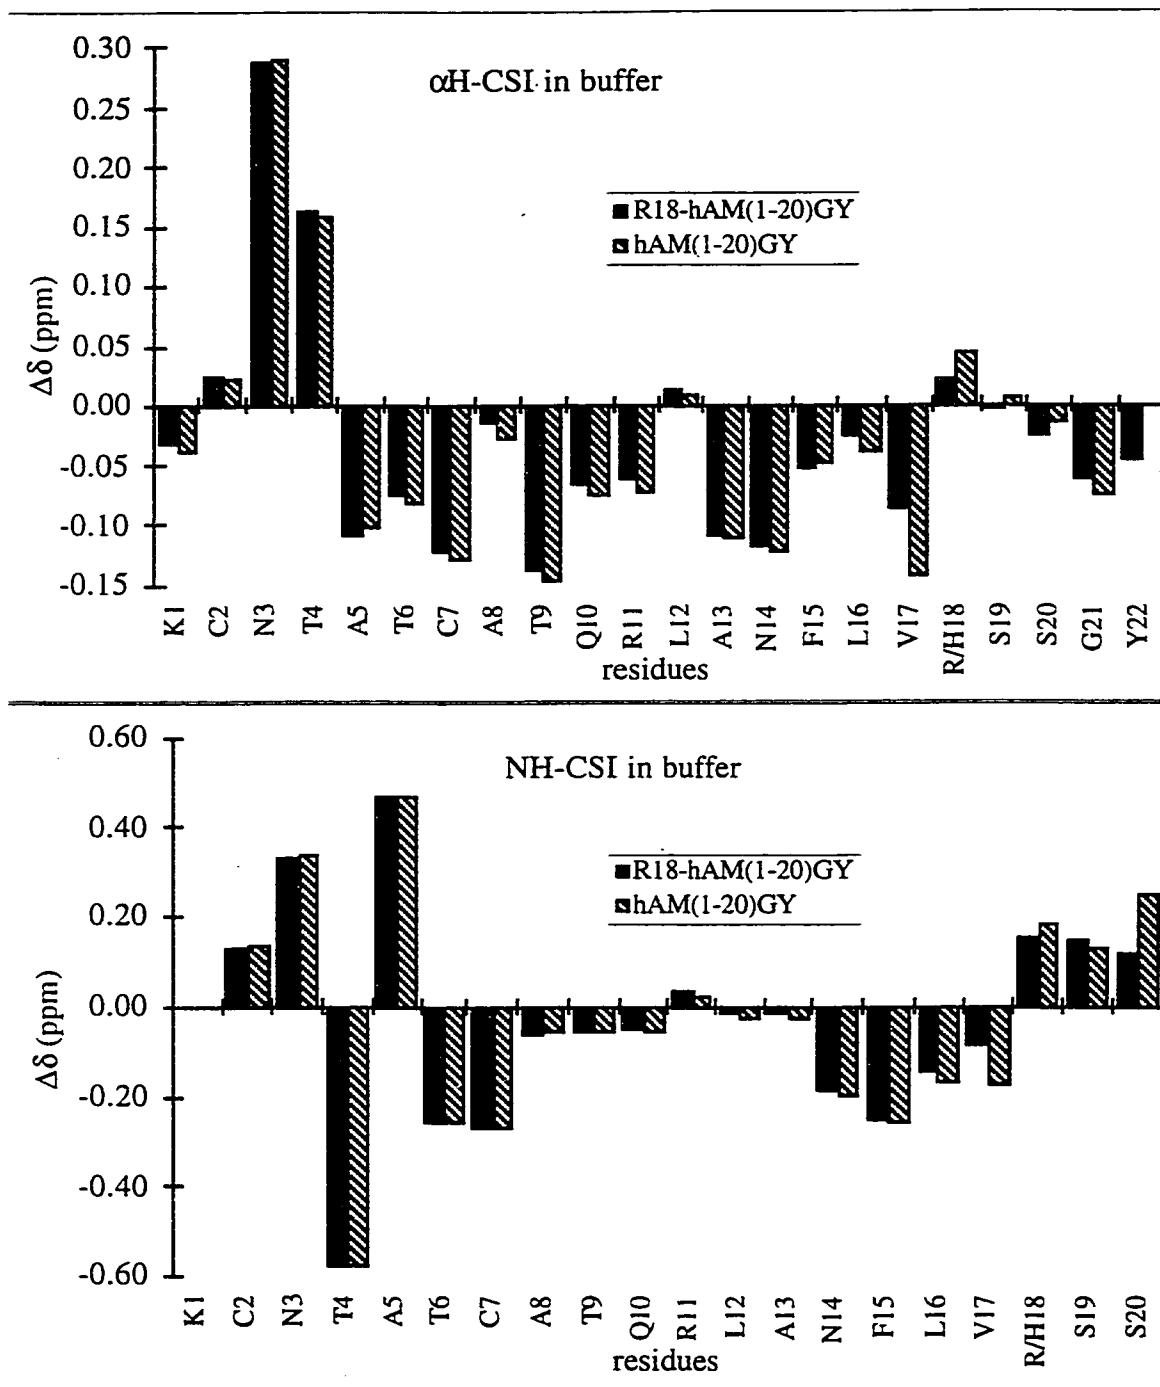 0.30
αH-CSI in buffer
0.25
0.20
R18-hAM(1-20)GY
0.15
hAM(1-20)GY
0.10
0.05
0.00
-0.05
-0.10
-0.15
Δδ (ppm)
K1 C2 N3 T4 A5 T6 C7 A8 T9 Q10 R11 L12 A13 N14 F15 L16 V17 R/H18 S19 S20 G21 Y22
residues
0.60
NH-CSI in buffer
0.40
R18-hAM(1-20)GY
0.20
hAM(1-20)GY
0.00
-0.20
-0.40
-0.60
Δδ (ppm)
K1 C2 N3 T4 A5 T6 C7 A8 T9 Q10 R11 L12 A13 N14 F15 L16 V17 R/H18 S19 S20
residues